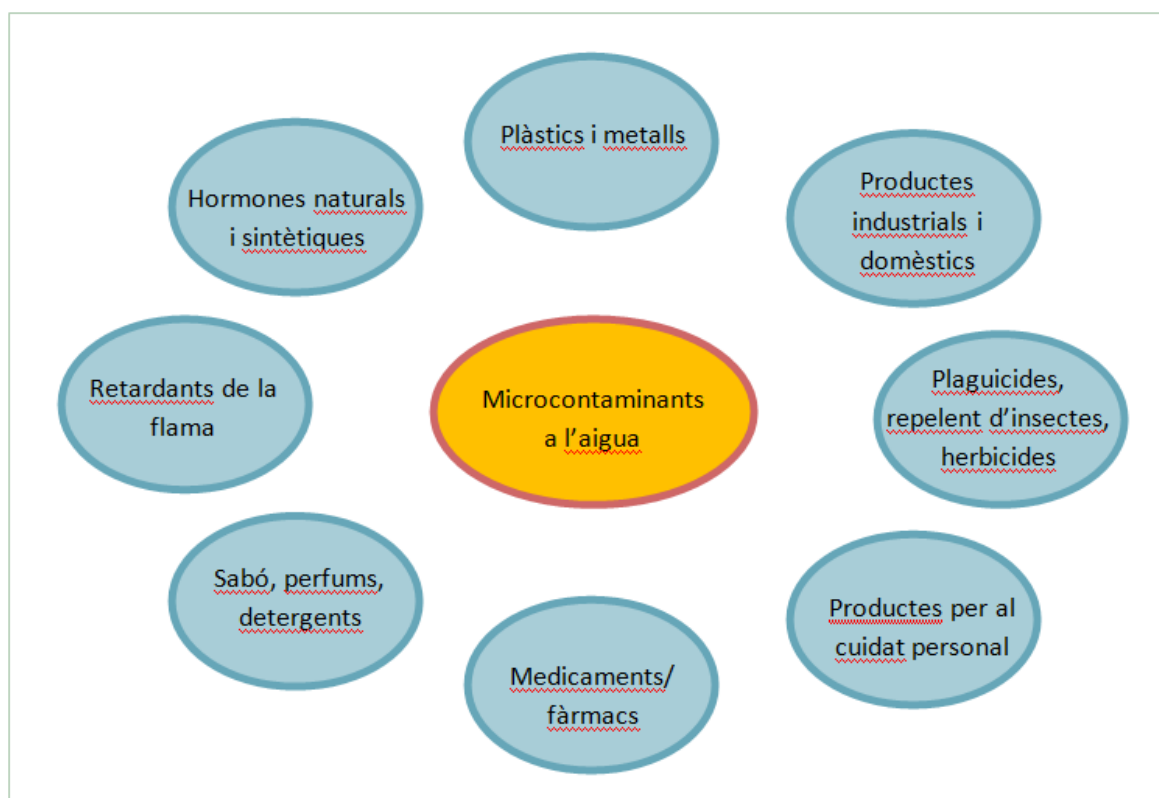 Plàstics i metalls
Hormones naturals
i sintètiques
Productes
industrials i
domèstics
Retardants de la
flama
Microcontaminants
a l'aigua
Plaguicides,
repelent d'insectes,
herbicides
Sabó, perfums,
detergents
Productes per al
cuidat personal
Medicaments/
fàrmacs